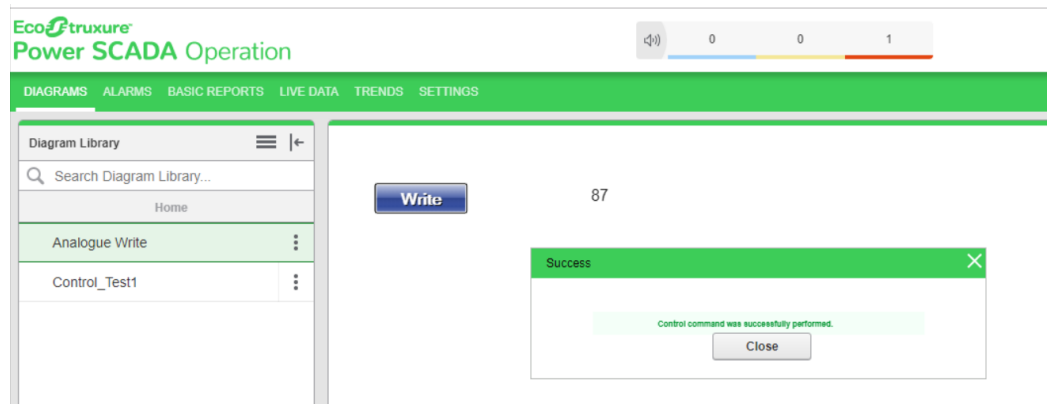 EcoStruxure™
Power SCADA Operation
0 0 1
DIAGRAMS ALARMS BASIC REPORTS LIVE DATA TRENDS SETTINGS
Diagram Library
Search Diagram Library...
Home
Analogue Write
Control_Test1
Write 87
Success
Control command was successfully performed.
Close